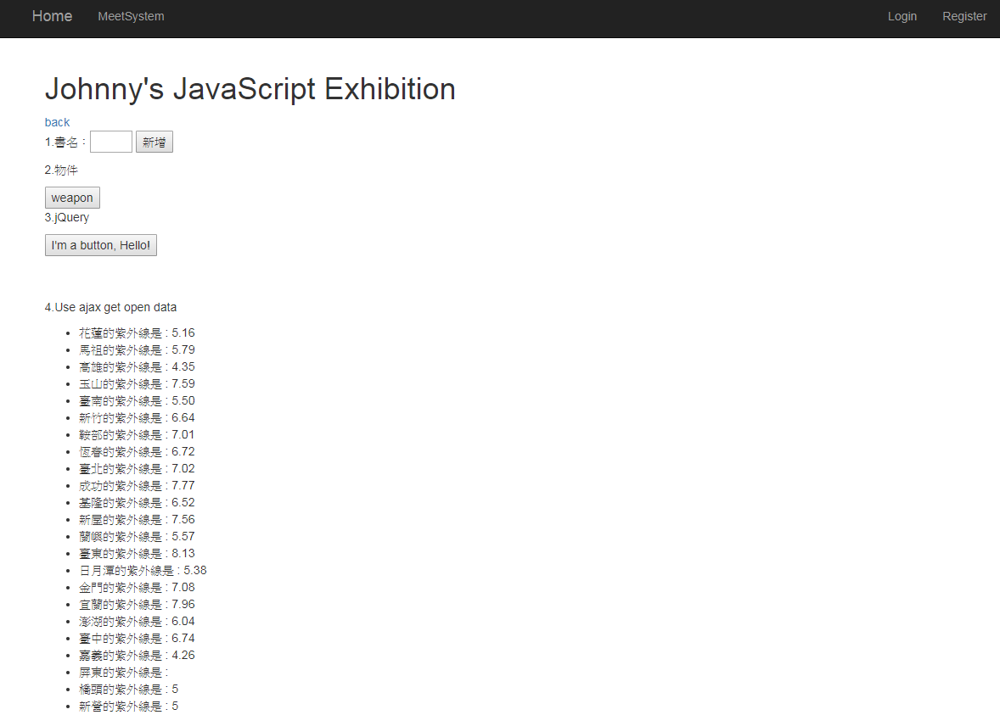 Home MeetSystem Login Register
Johnny's JavaScript Exhibition
back
1.書名： 新增
2.物件
weapon
3.jQuery
I'm a button, Hello!
4.Use ajax get open data
花蓮的紫外線是 : 5.16
馬祖的紫外線是 : 5.79
高雄的紫外線是 : 4.35
玉山的紫外線是 : 7.59
臺南的紫外線是 : 5.50
新竹的紫外線是 : 6.64
鞍部的紫外線是 : 7.01
恆春的紫外線是 : 6.72
臺北的紫外線是 : 7.02
成功的紫外線是 : 7.77
基隆的紫外線是 : 6.52
新屋的紫外線是 : 7.56
蘭嶼的紫外線是 : 5.57
臺東的紫外線是 : 8.13
日月潭的紫外線是 : 5.38
金門的紫外線是 : 7.08
宜蘭的紫外線是 : 7.96
澎湖的紫外線是 : 6.04
臺中的紫外線是 : 6.74
嘉義的紫外線是 : 4.26
屏東的紫外線是 :
橋頭的紫外線是 : 5
新營的紫外線是 : 5